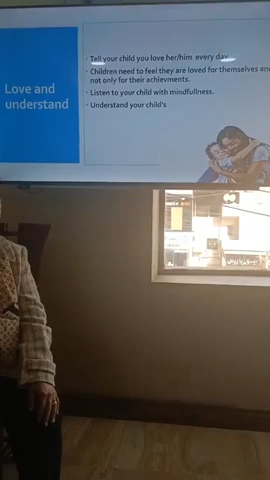 Love and
understand
Tell your child you love her/him every day.
Children need to feel they are loved for themselves and
not only for their achievments.
Listen to your child with mindfullness.
Understand your child's